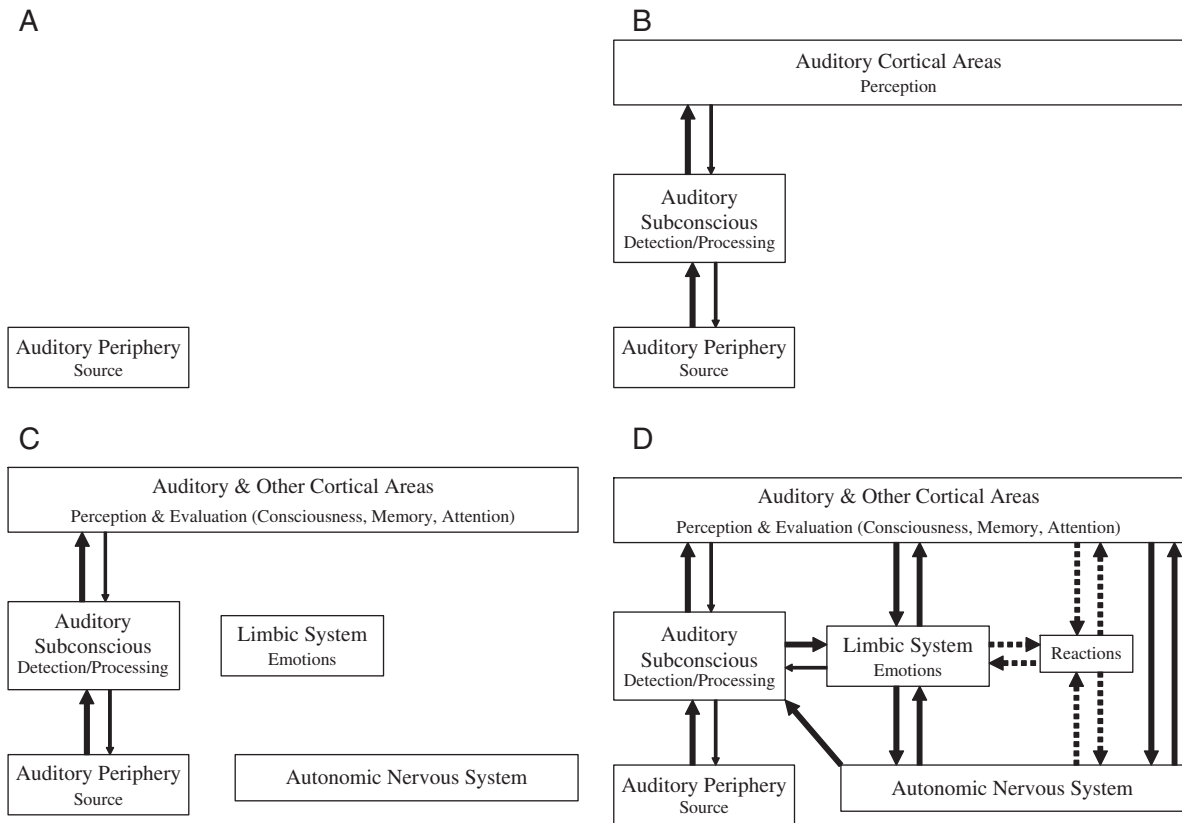 A
Auditory Periphery
Source
B
Auditory Cortical Areas
Perception
Auditory
Subconscious
Detection/Processing
Auditory Periphery
Source
C
Auditory & Other Cortical Areas
Perception & Evaluation (Consciousness, Memory, Attention)
Auditory
Subconscious
Detection/Processing
Limbic System
Emotions
Auditory Periphery
Source
Autonomic Nervous System
D
Auditory & Other Cortical Areas
Perception & Evaluation (Consciousness, Memory, Attention)
Auditory
Subconscious
Detection/Processing
Limbic System
Emotions
Reactions
Auditory Periphery
Source
Autonomic Nervous System